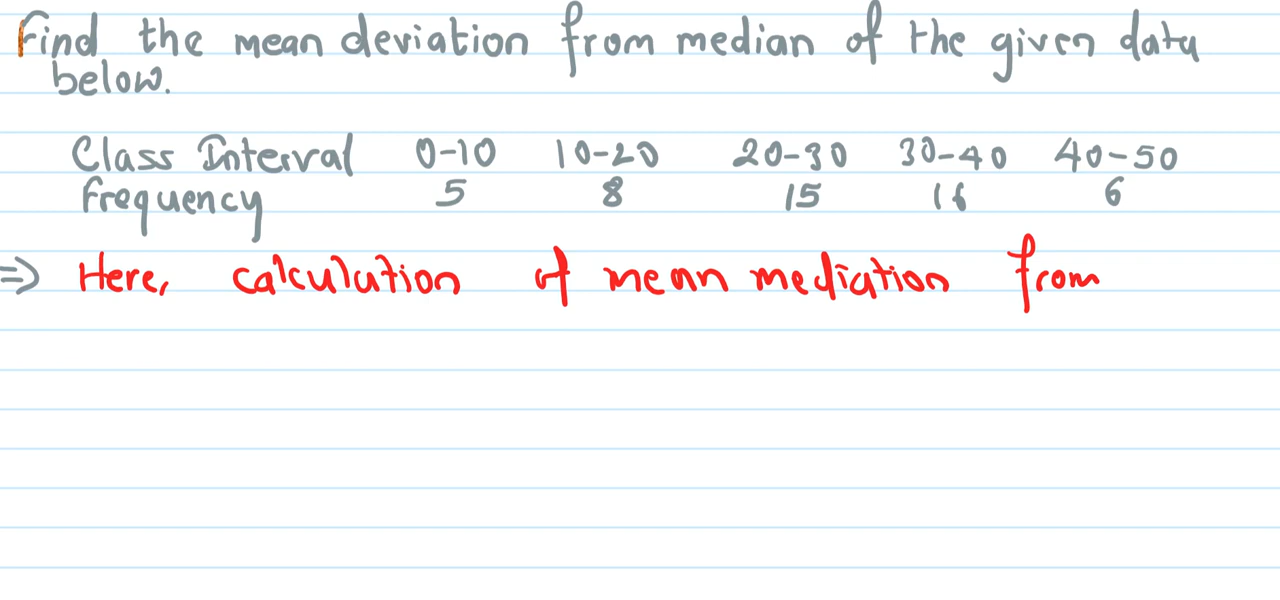 Find the mean deviation from median of the given data
below.
Class Interval 0-10 10-20 20-30 30-40 40-50
Frequency 5 8 15 16 6
⇒ Here, calculation of mean mediation from